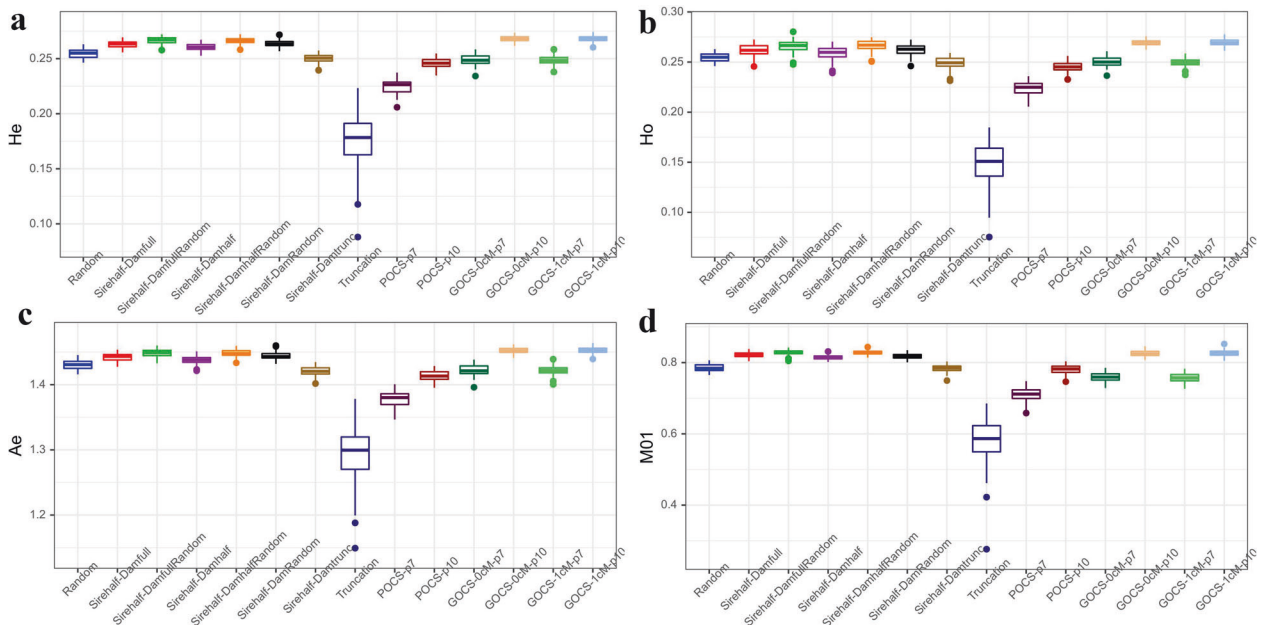 a
He
0.25
0.20
0.15
0.10
Random
Sirehalf-Damfull
Sirehalf-DamfullRandom
Sirehalf-Damhalf
Sirehalf-DamhalfRandom
Sirehalf-DamRandom
Sirehalf-Damtrunc
Truncation
POCS-p7
POCS-p10
GOCS-0cM-p7
GOCS-0cM-p10
GOCS-1cM-p7
GOCS-1cM-p10
b
Ho
0.30
0.25
0.20
0.15
0.10
Random
Sirehalf-Damfull
Sirehalf-DamfullRandom
Sirehalf-Damhalf
Sirehalf-DamhalfRandom
Sirehalf-DamRandom
Sirehalf-Damtrunc
Truncation
POCS-p7
POCS-p10
GOCS-0cM-p7
GOCS-0cM-p10
GOCS-1cM-p7
GOCS-1cM-p10
c
Ae
1.4
1.3
1.2
Random
Sirehalf-Damfull
Sirehalf-DamfullRandom
Sirehalf-Damhalf
Sirehalf-DamhalfRandom
Sirehalf-DamRandom
Sirehalf-Damtrunc
Truncation
POCS-p7
POCS-p10
GOCS-0cM-p7
GOCS-0cM-p10
GOCS-1cM-p7
GOCS-1cM-p10
d
M01
0.8
0.6
0.4
Random
Sirehalf-Damfull
Sirehalf-DamfullRandom
Sirehalf-Damhalf
Sirehalf-DamhalfRandom
Sirehalf-DamRandom
Sirehalf-Damtrunc
Truncation
POCS-p7
POCS-p10
GOCS-0cM-p7
GOCS-0cM-p10
GOCS-1cM-p7
GOCS-1cM-p10